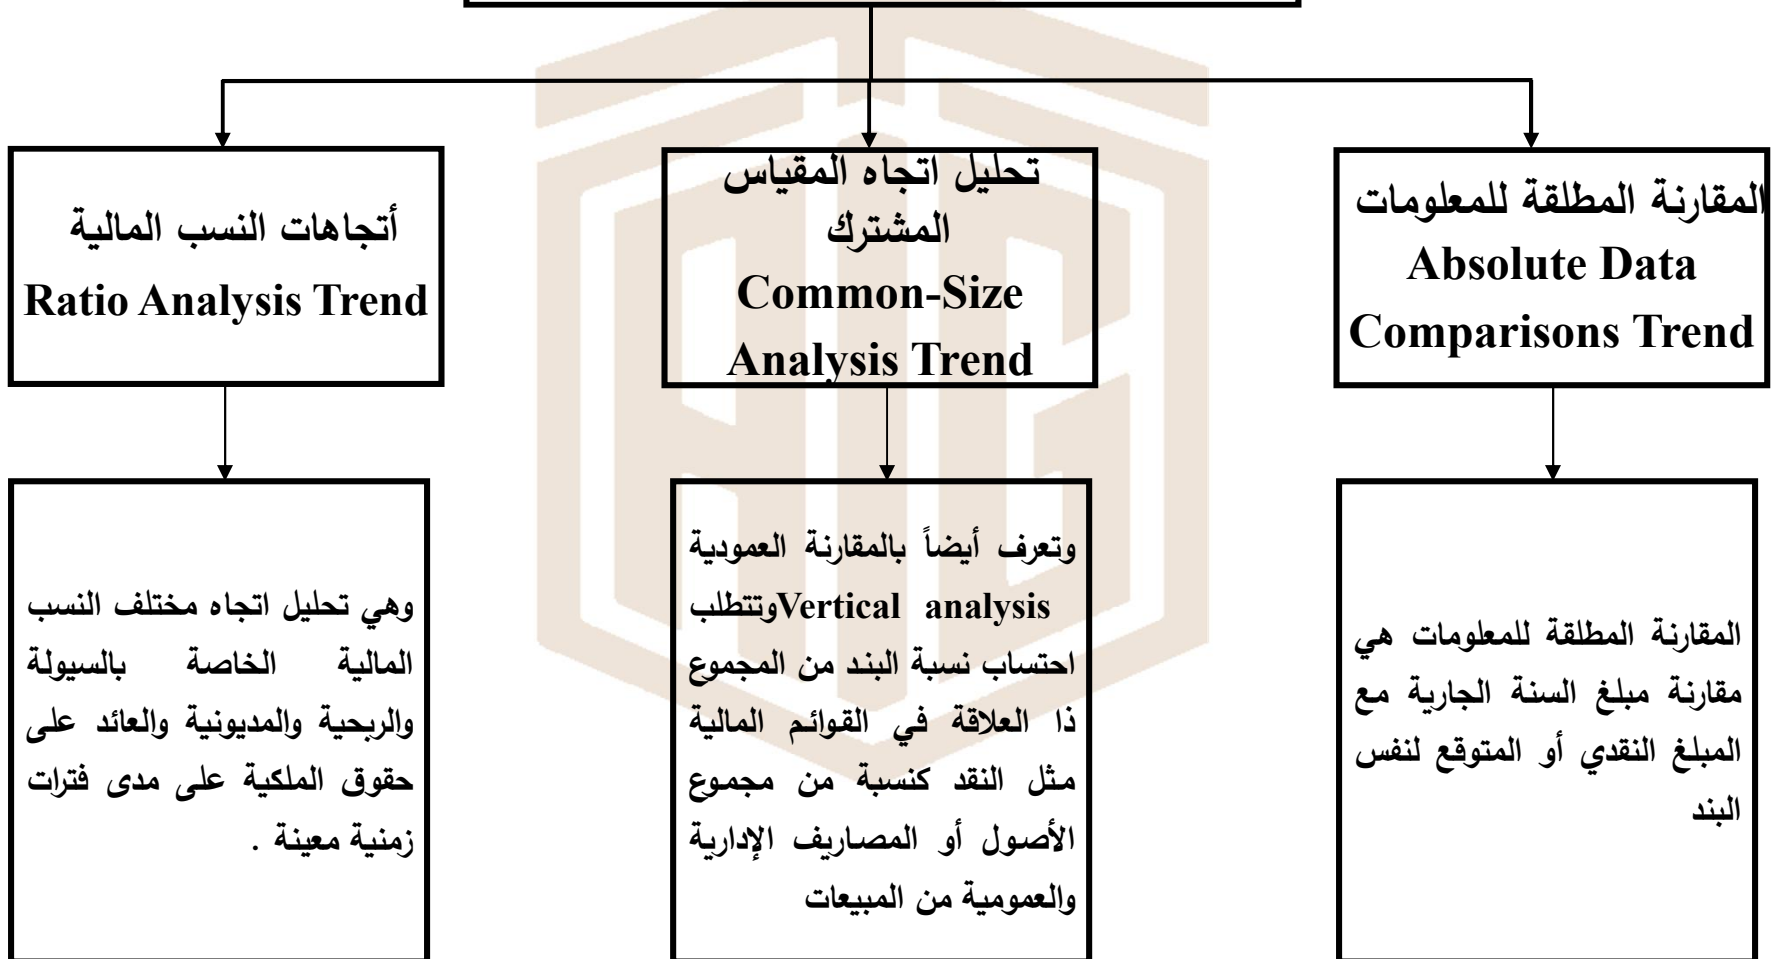 المقارنة المطلقة للمعلومات
Absolute Data
Comparisons Trend
تحليل اتجاه المقياس
المشترك
Common-Size
Analysis Trend
أتجاهات النسب المالية
Ratio Analysis Trend
المقارنة المطلقة للمعلومات هي
مقارنة مبلغ السنة الجارية مع
المبلغ النقدي أو المتوقع لنفس
البند
وتعرف أيضاً بالمقارنة العمودية
Vertical analysis وتتطلب
احتساب نسبة البند من المجموع
ذا العلاقة في القوائم المالية
مثل النقد كنسبة من مجموع
الأصول أو المصاريف الإدارية
والعمومية من المبيعات
وهي تحليل اتجاه مختلف النسب
المالية الخاصة بالسيولة
والربحية والمديونية والعائد على
حقوق الملكية على مدى فترات
زمنية معينة .